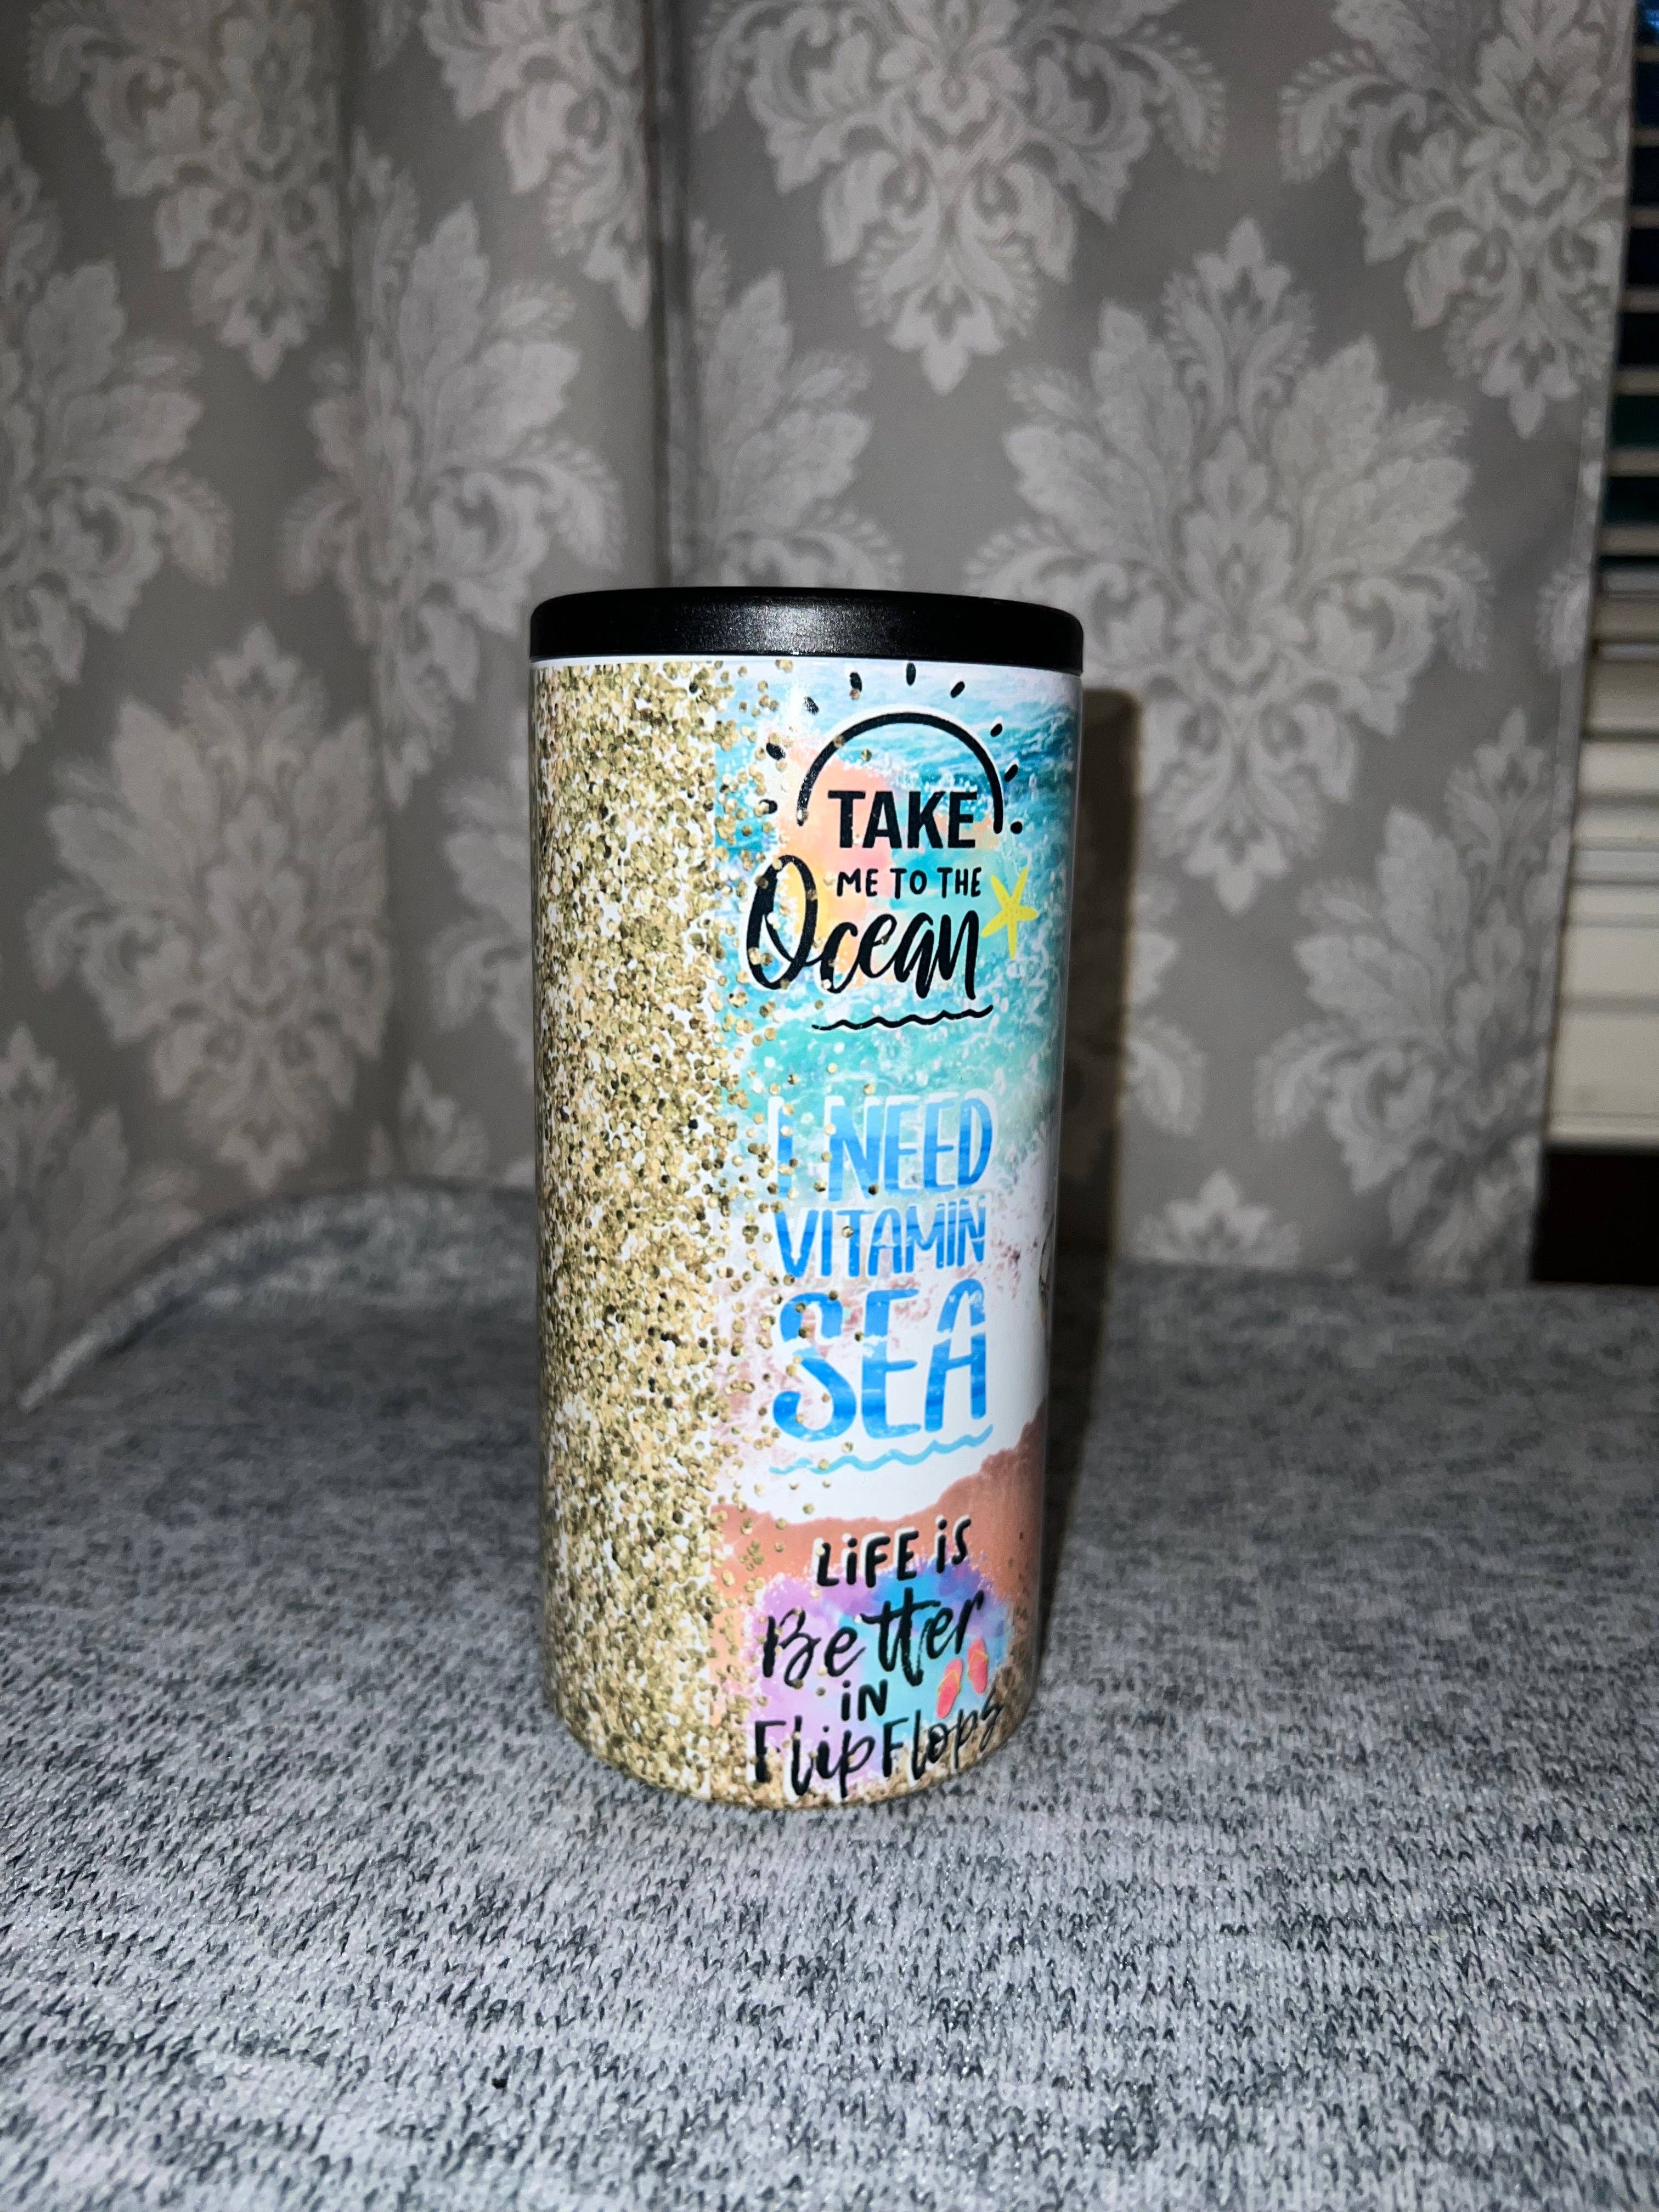 TAKE
ME TO THE
Ocean
I NEED
VITAMIN
SEA
LiFE iS
Better
iN
FlipFlops